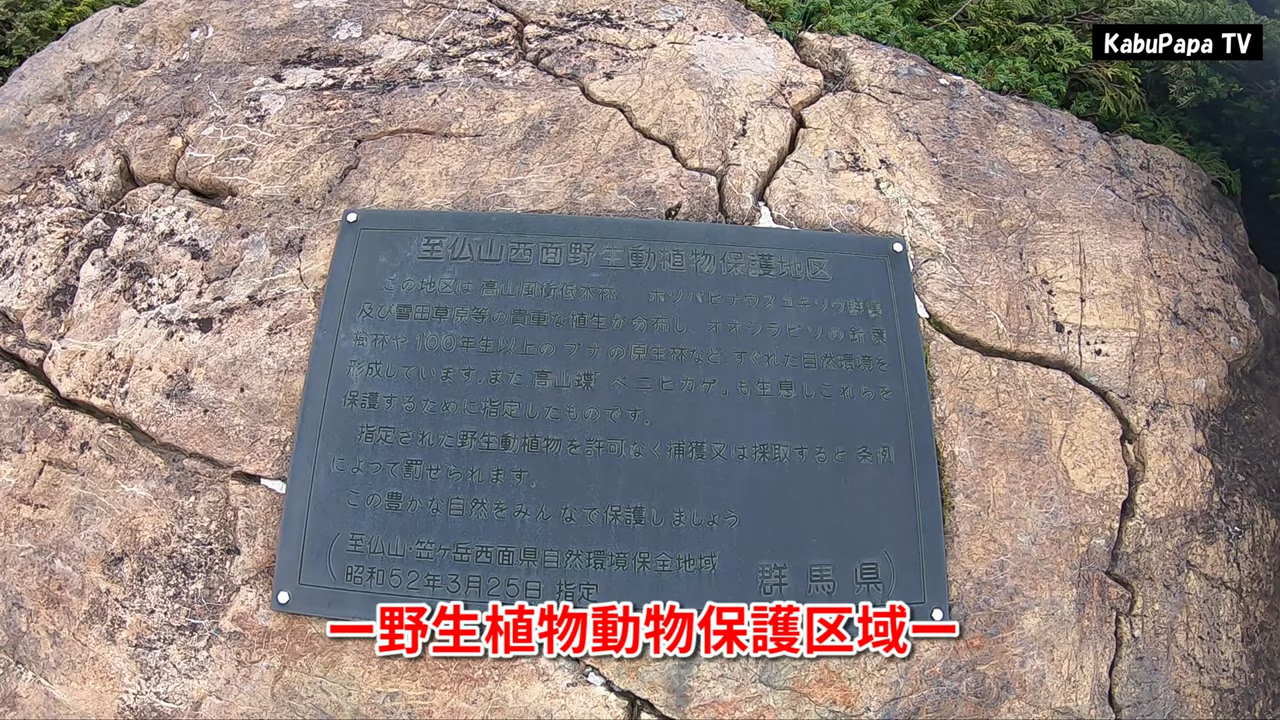 KabuPapa TV
至仏山西面野生動植物保護地区
この地区は 高山風衝低木林、 ホソバヒナウスユキソウ群集
及び雪田草原等の貴重な植生が分布し、オオシラビソの針葉
樹林や 100年生以上の ブナの原生林など すぐれた自然環境を
形成しています。また 高山蝶「ベニヒカゲ」も生息しこれらを
保護するために指定したものです。
指定された野生動植物を許可なく捕獲又は採取すると 条例
によって罰せられます。
この豊かな自然をみんなで保護しましょう
(至仏山・笠ヶ岳西面県自然環境保全地域
昭和52年3月25日 指定 群馬県)
ー野生植物動物保護区域ー